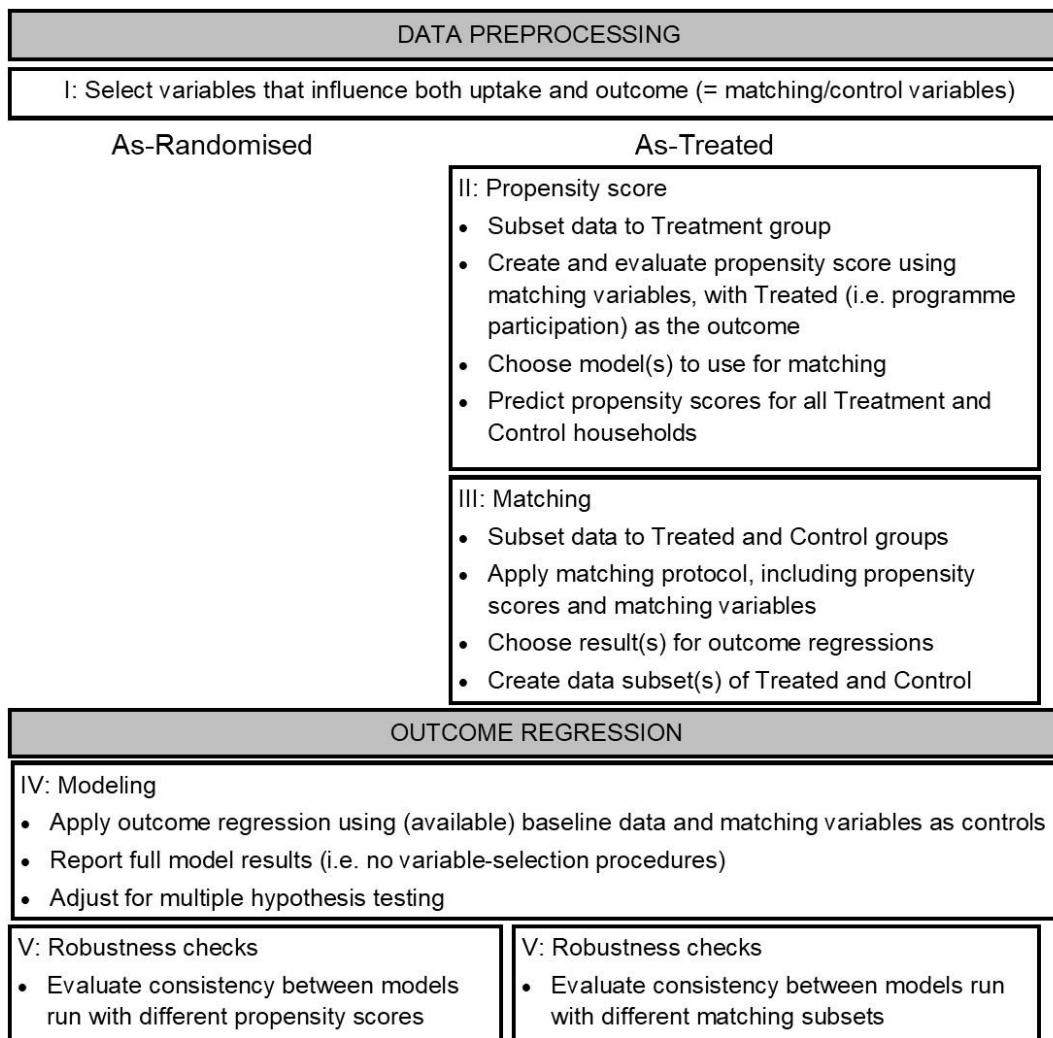 DATA PREPROCESSING
I: Select variables that influence both uptake and outcome (= matching/control variables)
As-Randomised
As-Treated
II: Propensity score
• Subset data to Treatment group
• Create and evaluate propensity score using
matching variables, with Treated (i.e. programme
participation) as the outcome
• Choose model(s) to use for matching
• Predict propensity scores for all Treatment and
Control households
III: Matching
• Subset data to Treated and Control groups
• Apply matching protocol, including propensity
scores and matching variables
• Choose result(s) for outcome regressions
• Create data subset(s) of Treated and Control
OUTCOME REGRESSION
IV: Modeling
• Apply outcome regression using (available) baseline data and matching variables as controls
• Report full model results (i.e. no variable-selection procedures)
• Adjust for multiple hypothesis testing
V: Robustness checks
• Evaluate consistency between models
run with different propensity scores
V: Robustness checks
• Evaluate consistency between models run
with different matching subsets